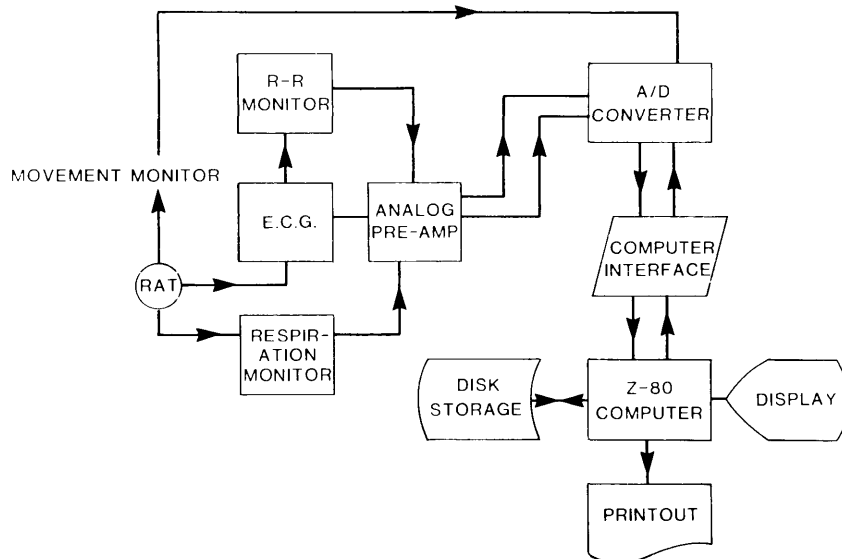 R-R
MONITOR
A/D
CONVERTER
MOVEMENT MONITOR
E.C.G.
ANALOG
PRE-AMP
COMPUTER
INTERFACE
RAT
RESPIR-
ATION
MONITOR
DISK
STORAGE
Z-80
COMPUTER
DISPLAY
PRINTOUT